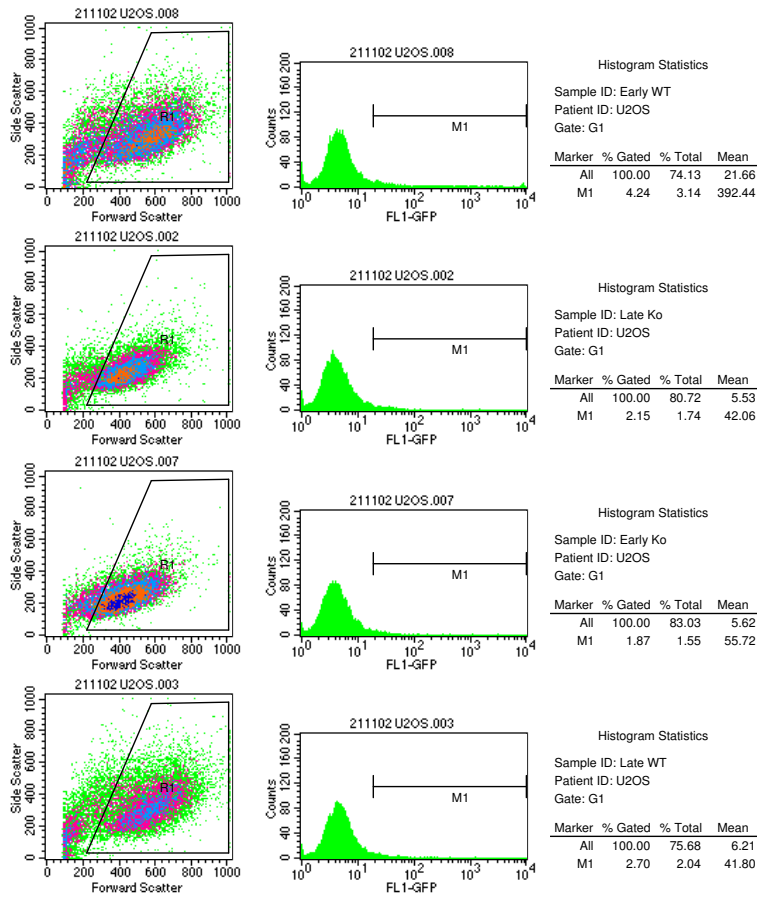 211102 U2OS.008
Side Scatter
0 200 400 600 800 1000
R1
0 200 400 600 800 1000
Forward Scatter
211102 U2OS.008
Counts
0 40 80 120 160 200
M1
10^0 10^1 10^2 10^3 10^4
FL1-GFP
Histogram Statistics
Sample ID: Early WT
Patient ID: U2OS
Gate: G1
Marker % Gated % Total Mean
All 100.00 74.13 21.66
M1 4.24 3.14 392.44
211102 U2OS.002
Side Scatter
0 200 400 600 800 1000
R1
0 200 400 600 800 1000
Forward Scatter
211102 U2OS.002
Counts
0 40 80 120 160 200
M1
10^0 10^1 10^2 10^3 10^4
FL1-GFP
Histogram Statistics
Sample ID: Late Ko
Patient ID: U2OS
Gate: G1
Marker % Gated % Total Mean
All 100.00 80.72 5.53
M1 2.15 1.74 42.06
211102 U2OS.007
Side Scatter
0 200 400 600 800 1000
R1
0 200 400 600 800 1000
Forward Scatter
211102 U2OS.007
Counts
0 40 80 120 160 200
M1
10^0 10^1 10^2 10^3 10^4
FL1-GFP
Histogram Statistics
Sample ID: Early Ko
Patient ID: U2OS
Gate: G1
Marker % Gated % Total Mean
All 100.00 83.03 5.62
M1 1.87 1.55 55.72
211102 U2OS.003
Side Scatter
0 200 400 600 800 1000
R1
0 200 400 600 800 1000
Forward Scatter
211102 U2OS.003
Counts
0 40 80 120 160 200
M1
10^0 10^1 10^2 10^3 10^4
FL1-GFP
Histogram Statistics
Sample ID: Late WT
Patient ID: U2OS
Gate: G1
Marker % Gated % Total Mean
All 100.00 75.68 6.21
M1 2.70 2.04 41.80